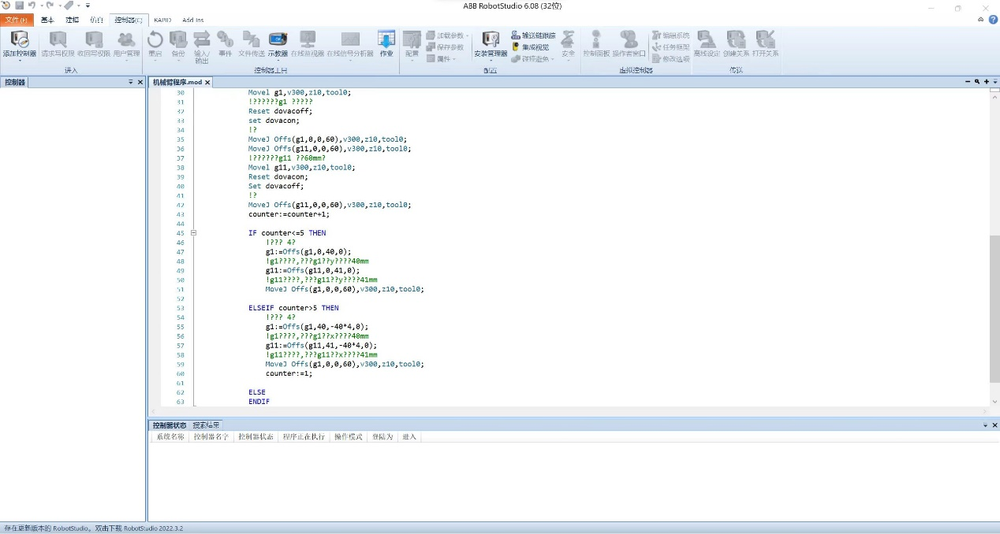 ABB RobotStudio 6.08 (32位)
文件(F) 基本 建模 仿真 控制器(C) RAPID Add-Ins
添加控制器 请求写权限 收回写权限 用户管理 重启 备份 输入/输出 事件 文件传送 示教器 在线监视器 在线信号分析器 作业 配置 加载参数 保存参数 属性 安装管理器 输送链跟踪 集成视觉 碰撞避免 安全 控制面板 操作者窗口 编辑系统 任务框架 修改选项 离线设定 创建关系 打开关系
进入 控制器工具 配置 虚拟控制器 传送
控制器
机械臂程序.mod
30 Movel g1,v300,z10,tool0;
31 !??????g1 ?????
32 Reset dovacoff;
33 set dovacon;
34 !?
35 MoveJ Offs(g1,0,0,60),v300,z10,tool0;
36 MoveJ Offs(g11,0,0,60),v300,z10,tool0;
37 !??????g11 ??60mm?
38 Movel g11,v300,z10,tool0;
39 Reset dovacon;
40 Set dovacoff;
41 !?
42 MoveJ Offs(g11,0,0,60),v300,z10,tool0;
43 counter:=counter+1;
44
45 IF counter<=5 THEN
46 !??? 4?
47 g1:=Offs(g1,0,40,0);
48 !g1????,???g1??y????40mm
49 g11:=Offs(g11,0,41,0);
50 !g11????,???g11??y????41mm
51 MoveJ Offs(g1,0,0,60),v300,z10,tool0;
52
53 ELSEIF counter>5 THEN
54 !??? 4?
55 g1:=Offs(g1,40,-40*4,0);
56 !g1????,???g1??x????40mm
57 g11:=Offs(g11,41,-40*4,0);
58 !g11????,???g11??x????41mm
59 MoveJ Offs(g1,0,0,60),v300,z10,tool0;
60 counter:=1;
61
62 ELSE
63 ENDIF
控制器状态 搜索结果
系统名称 控制器名字 控制器状态 程序正在执行 操作模式 登陆为 进入
存在更新版本的 RobotStudio。双击下载 RobotStudio 2022.3.2